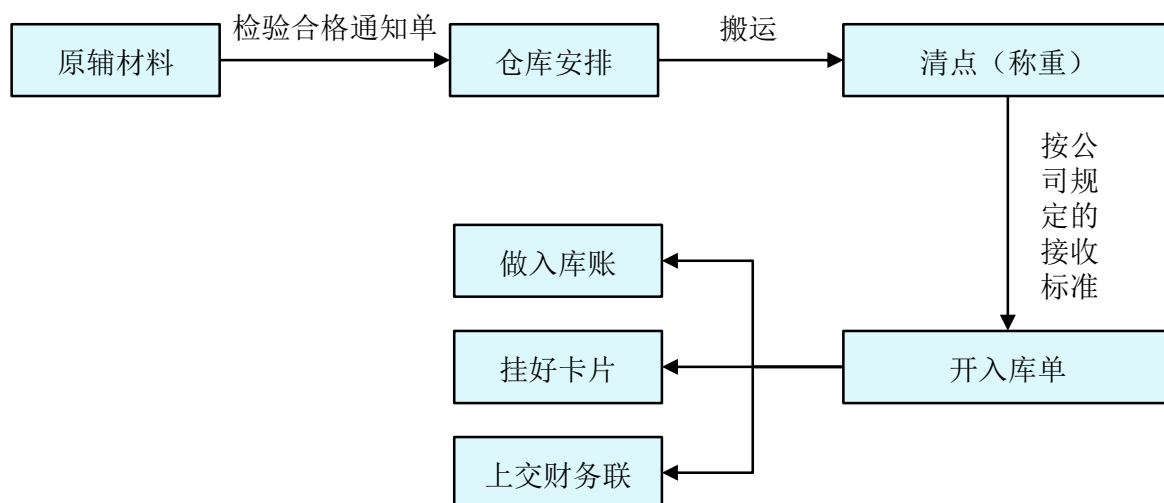 检验合格通知单
搬运
原辅材料
仓库安排
清点（称重）
按公
司规
定的
接收
标准
做入库账
挂好卡片
开入库单
上交财务联